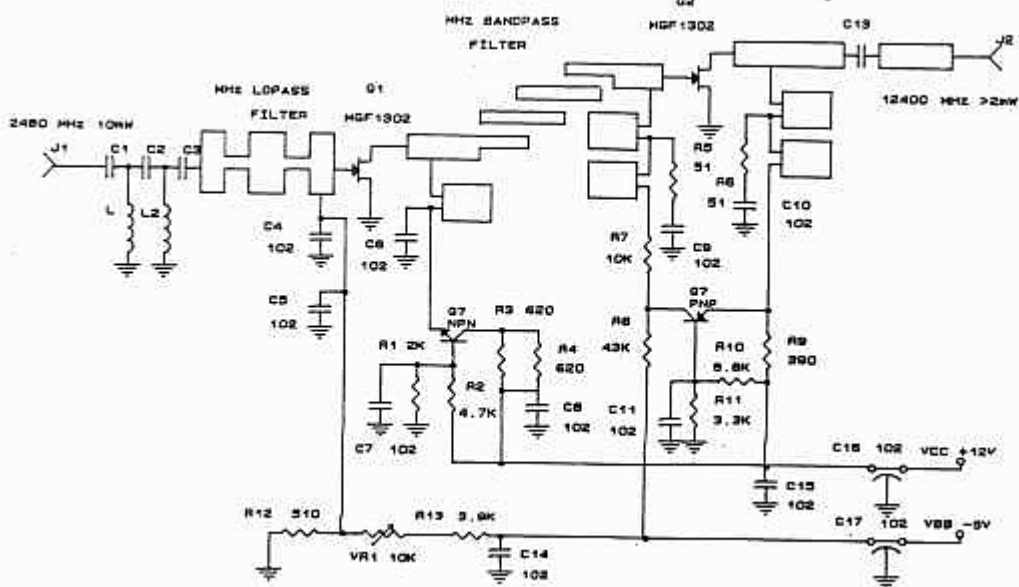 MHz BANDPASS
FILTER
G2
MGF1302
C13
J2
MHz LOPASS
FILTER
Q1
MGF1302
12400 MHZ >2mW
2480 MHZ 10mW
J1
C1
C2
C3
R5
51
R6
51
C10
102
L
L2
C4
102
C6
102
R7
10K
C9
102
C5
102
Q7
NPN
R3 620
Q7
PNP
R1 2K
R4
620
R8
43K
R10
6.8K
R9
390
R2
4.7K
R11
3.3K
C7 102
C8
102
C11
102
C16 102
VCC +12V
C15
102
R12 510
R13 3.9K
C17 102
VBB -5V
VR1 10K
C14
102